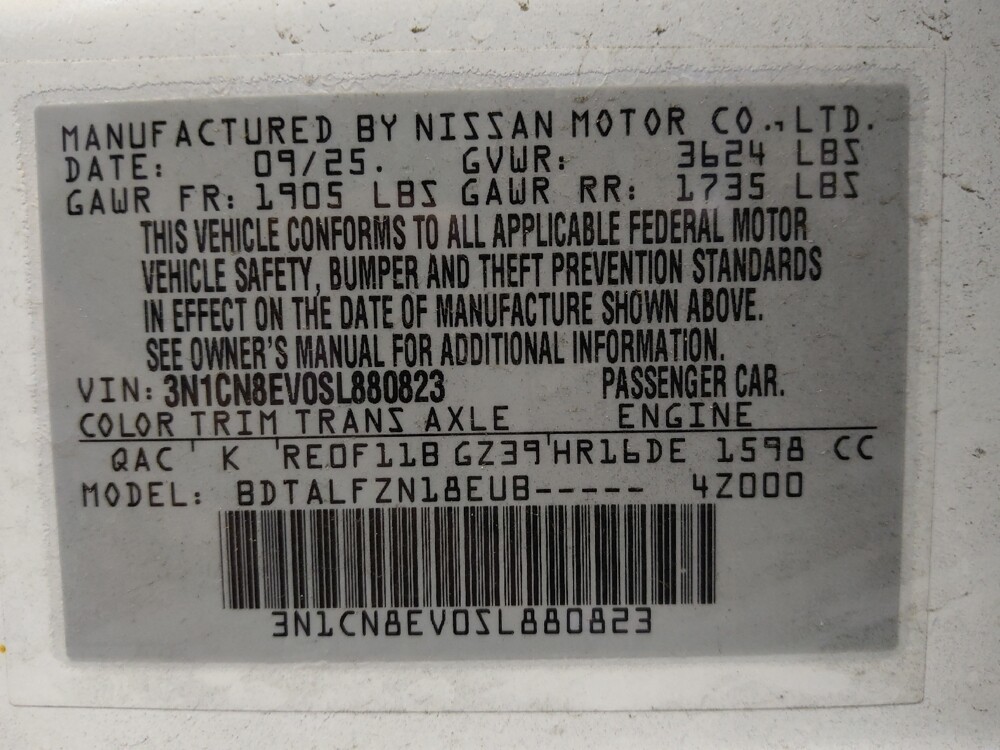 MANUFACTURED BY NISSAN MOTOR CO., LTD.
DATE: 09/25. GVWR: 3624 LBS
GAWR FR: 1905 LBS GAWR RR: 1735 LBS
THIS VEHICLE CONFORMS TO ALL APPLICABLE FEDERAL MOTOR
VEHICLE SAFETY, BUMPER AND THEFT PREVENTION STANDARDS
IN EFFECT ON THE DATE OF MANUFACTURE SHOWN ABOVE.
SEE OWNER'S MANUAL FOR ADDITIONAL INFORMATION.
VIN: 3N1CN8EV0SL880823 PASSENGER CAR.
COLOR TRIM TRANS AXLE ENGINE
QAC K RE0F11B GZ39 HR16DE 1598 CC
MODEL: BDTALFZN18EUB----- 4Z000
3N1CN8EV0SL880823